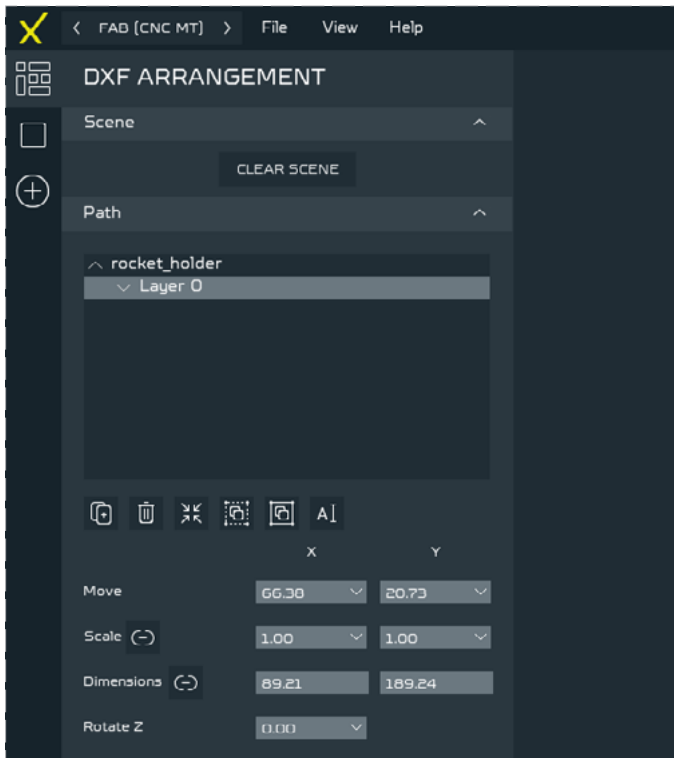 FAB (CNC MT) File View Help
DXF ARRANGEMENT
Scene
CLEAR SCENE
Path
rocket_holder
Layer 0
A
X Y
Move 66.38 20.73
Scale 1.00 1.00
Dimensions 89.21 189.24
Rotate Z 0.00